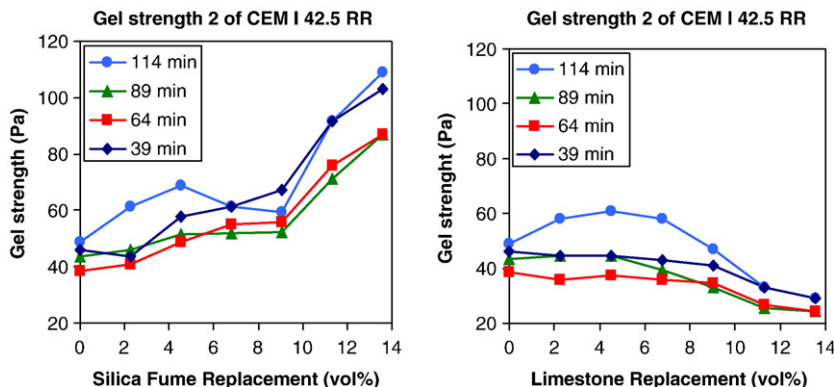 Gel strength 2 of CEM I 42.5 RR
120
100
80
60
40
20
Gel strength (Pa)
114 min
89 min
64 min
39 min
0 2 4 6 8 10 12 14
Silica Fume Replacement (vol%)
Gel strength 2 of CEM I 42.5 RR
120
100
80
60
40
20
Gel strenght (Pa)
114 min
89 min
64 min
39 min
0 2 4 6 8 10 12 14
Limestone Replacement (vol%)